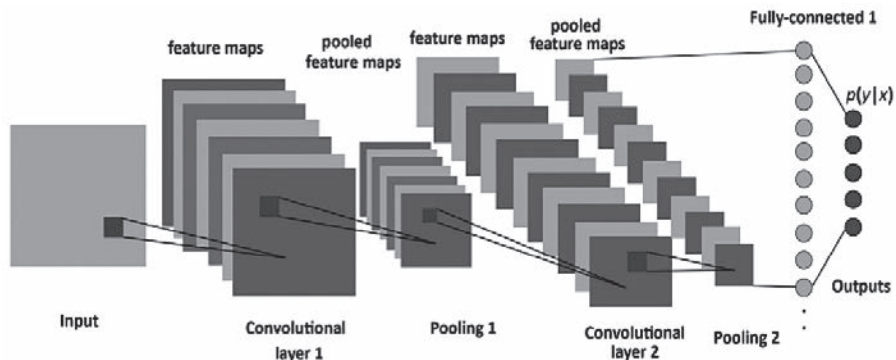 Fully-connected 1
feature maps
pooled
feature maps
feature maps
pooled
feature maps
p(y|x)
Input
Convolutional
layer 1
Pooling 1
Convolutional
layer 2
Pooling 2
Outputs